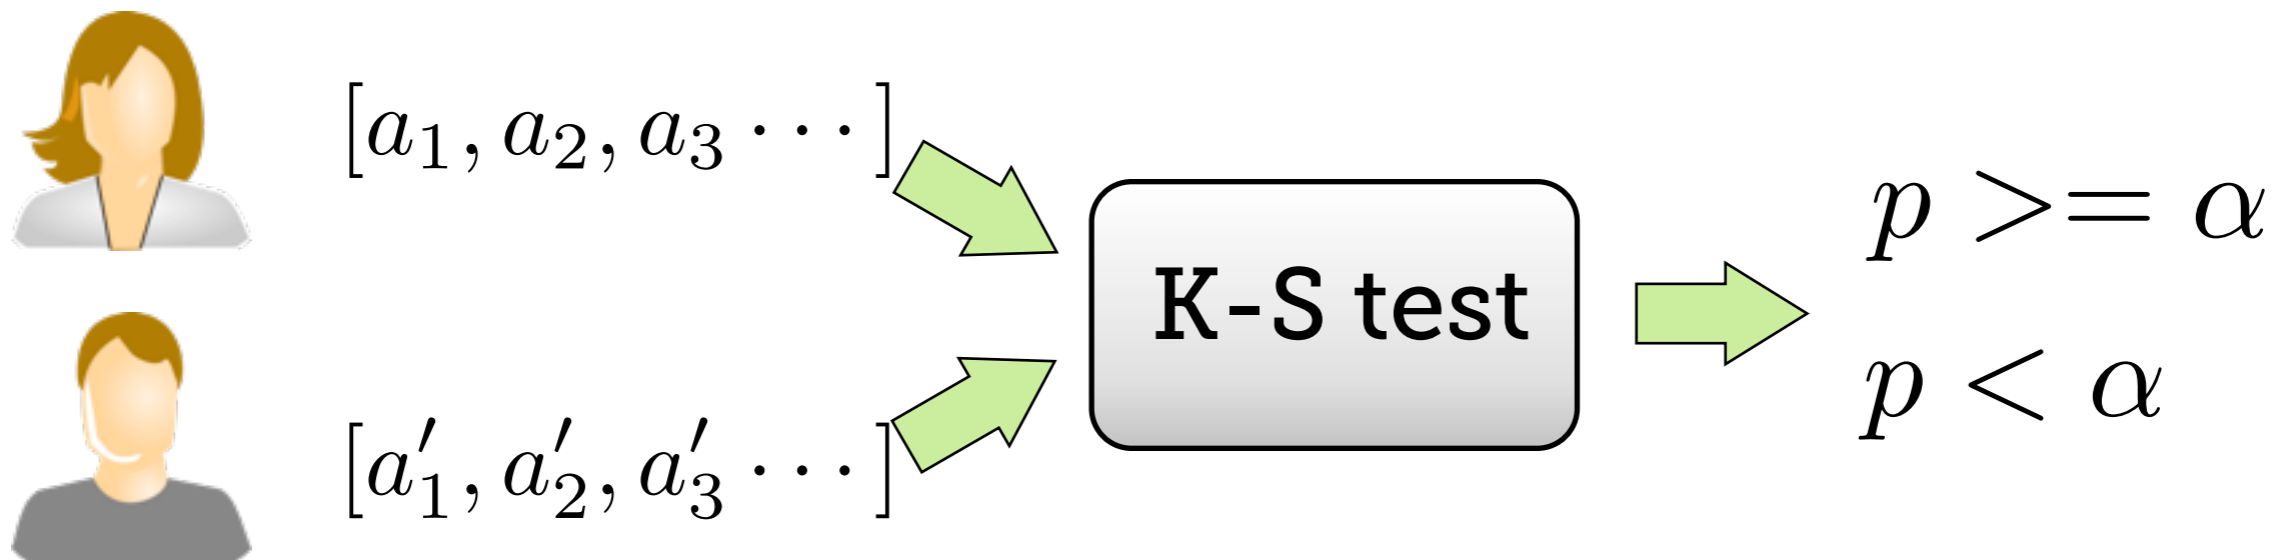 [a₁, a₂, a₃ ⋯ ]
[a′₁, a′₂, a′₃ ⋯ ]
K-S test
p >= α
p < α